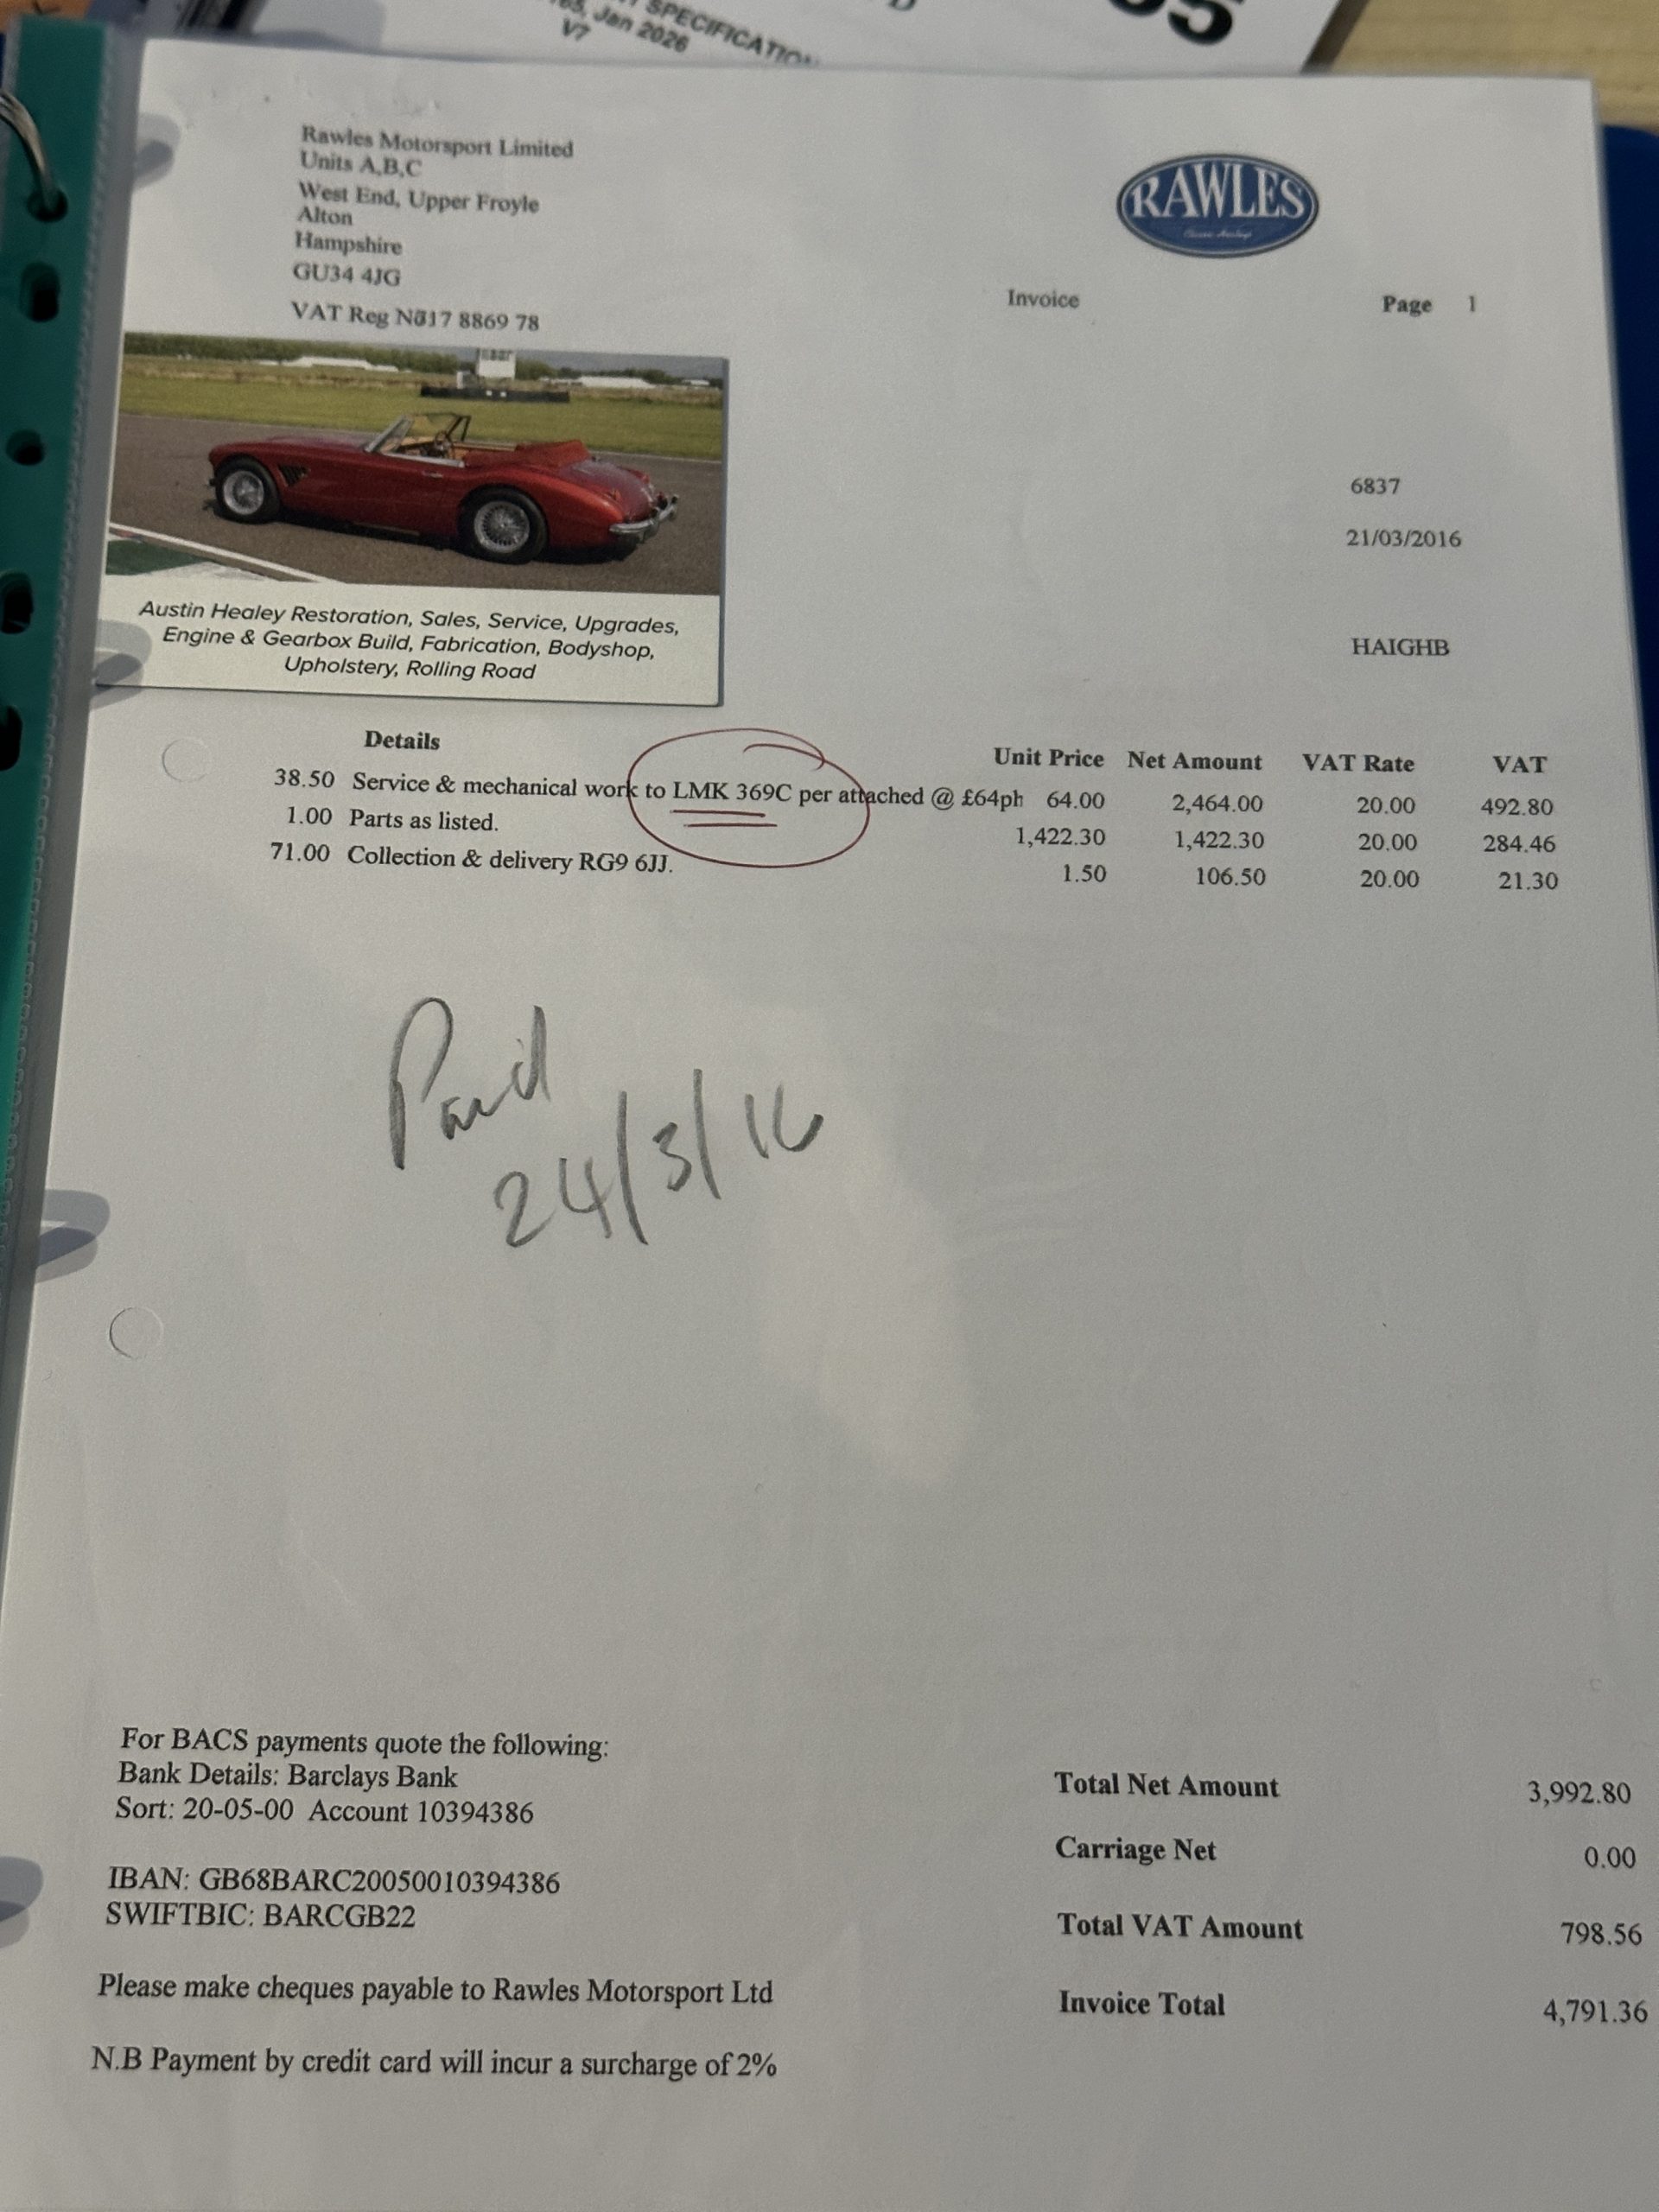 SPECIFICATION
Jan 2026
V7
Rawles Motorsport Limited
Units A,B,C
West End, Upper Froyle
Alton
Hampshire
GU34 4JG
VAT Reg No 317 8869 78
RAWLES
Invoice
Page 1
6837
21/03/2016
HAIGHB
Austin Healey Restoration, Sales, Service, Upgrades,
Engine & Gearbox Build, Fabrication, Bodyshop,
Upholstery, Rolling Road
Details Unit Price Net Amount VAT Rate VAT
38.50 Service & mechanical work to LMK 369C per attached @ £64ph 64.00 2,464.00 20.00 492.80
1.00 Parts as listed. 1,422.30 1,422.30 20.00 284.46
71.00 Collection & delivery RG9 6JJ. 1.50 106.50 20.00 21.30
Paid
24/3/16
For BACS payments quote the following:
Bank Details: Barclays Bank
Sort: 20-05-00 Account 10394386
IBAN: GB68BARC20050010394386
SWIFTBIC: BARCGB22
Please make cheques payable to Rawles Motorsport Ltd
N.B Payment by credit card will incur a surcharge of 2%
Total Net Amount 3,992.80
Carriage Net 0.00
Total VAT Amount 798.56
Invoice Total 4,791.36